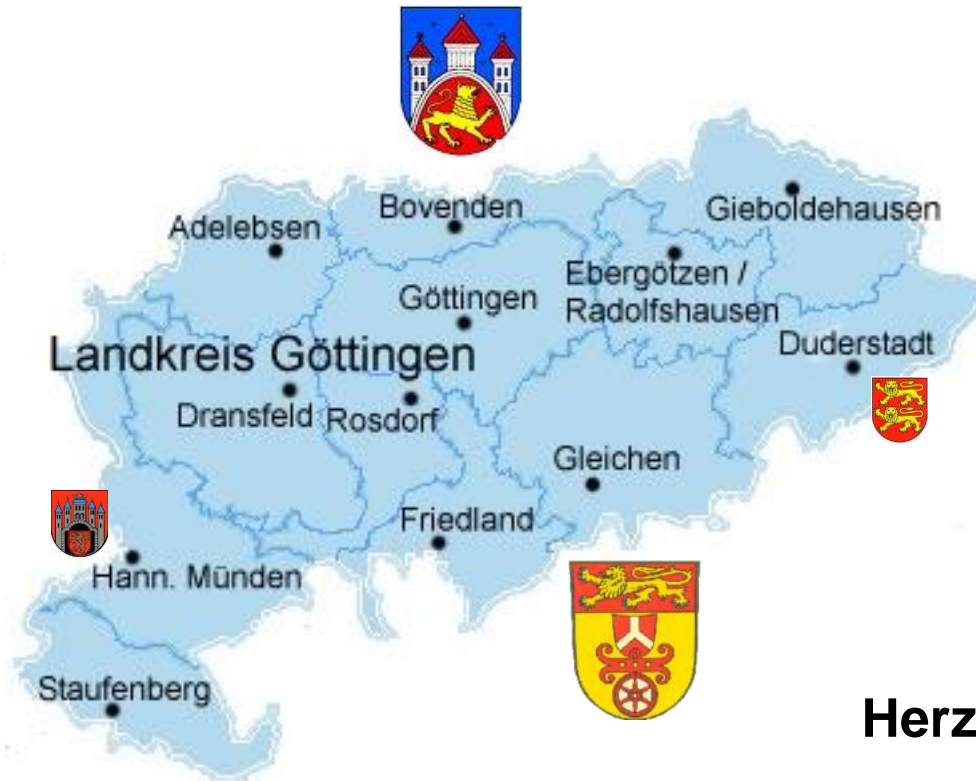 Bovenden
Gieboldehausen
Adelebsen
Ebergötzen /
Radolfshausen
Göttingen
Duderstadt
Landkreis Göttingen
Dransfeld
Rosdorf
Gleichen
Friedland
Hann. Münden
Staufenberg
Herz